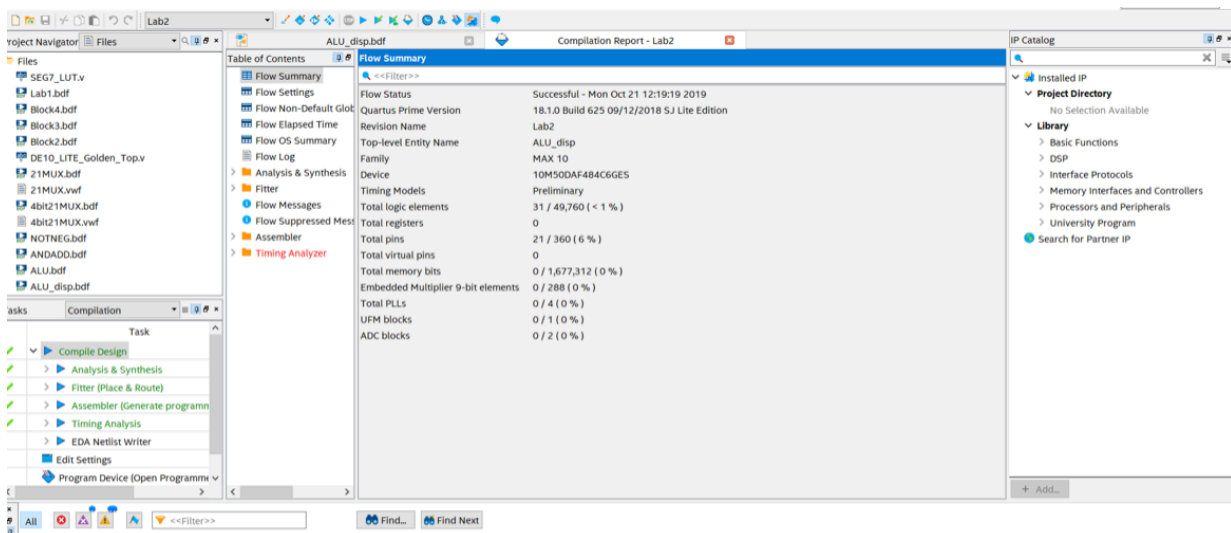 Lab2
Project Navigator Files
Files
SEG7_LUT.v
Lab1.bdf
Block4.bdf
Block3.bdf
Block2.bdf
DE10_LITE_Golden_Top.v
21MUX.bdf
21MUX.vwf
4bit21MUX.bdf
4bit21MUX.vwf
NOTNEG.bdf
ANDADD.bdf
ALU.bdf
ALU_disp.bdf
asks Compilation
Task
Compile Design
Analysis & Synthesis
Fitter (Place & Route)
Assembler (Generate programn
Timing Analysis
EDA Netlist Writer
Edit Settings
Program Device (Open Programme
ALU_disp.bdf
Compilation Report - Lab2
Table of Contents
Flow Summary
Flow Settings
Flow Non-Default Glob
Flow Elapsed Time
Flow OS Summary
Flow Log
Analysis & Synthesis
Fitter
Flow Messages
Flow Suppressed Mess
Assembler
Timing Analyzer
Flow Summary
<<Filter>>
Flow Status Successful - Mon Oct 21 12:19:19 2019
Quartus Prime Version 18.1.0 Build 625 09/12/2018 SJ Lite Edition
Revision Name Lab2
Top-level Entity Name ALU_disp
Family MAX 10
Device 10M50DAF484C6GES
Timing Models Preliminary
Total logic elements 31 / 49,760 ( < 1 % )
Total registers 0
Total pins 21 / 360 ( 6 % )
Total virtual pins 0
Total memory bits 0 / 1,677,312 ( 0 % )
Embedded Multiplier 9-bit elements 0 / 288 ( 0 % )
Total PLLs 0 / 4 ( 0 % )
UFM blocks 0 / 1 ( 0 % )
ADC blocks 0 / 2 ( 0 % )
IP Catalog
Installed IP
Project Directory
No Selection Available
Library
Basic Functions
DSP
Interface Protocols
Memory Interfaces and Controllers
Processors and Peripherals
University Program
Search for Partner IP
+ Add...
All <<Filter>> Find... Find Next